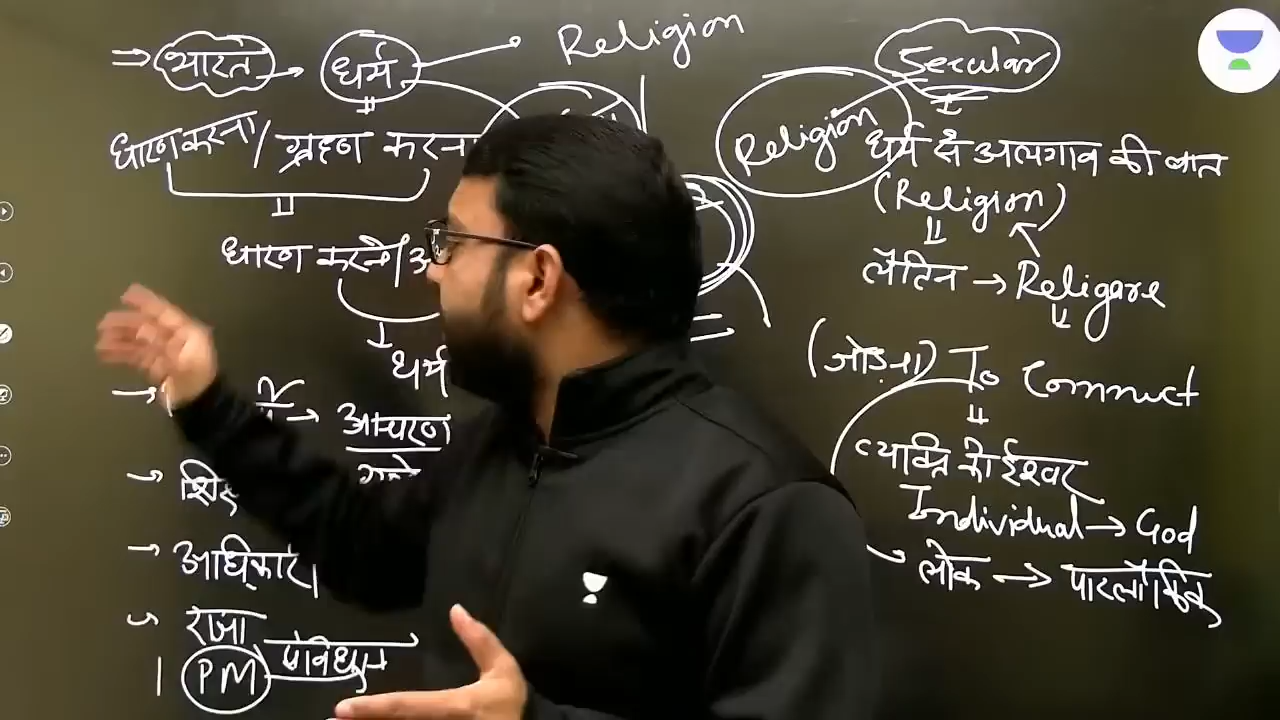 ⇒ भारत → धर्म → Religion
धारण करना / ग्रहण करना
धारण करने/
धर्म
→ आचरण
अधिकारी
राजा
PM संविधान
Secular
Religion
धर्म से अलगाव की बात
(Religion)
लैटिन → Religare
(जोड़ना) To Connect
व्यक्ति को ईश्वर
Individual → God
लोक → पारलौकिक